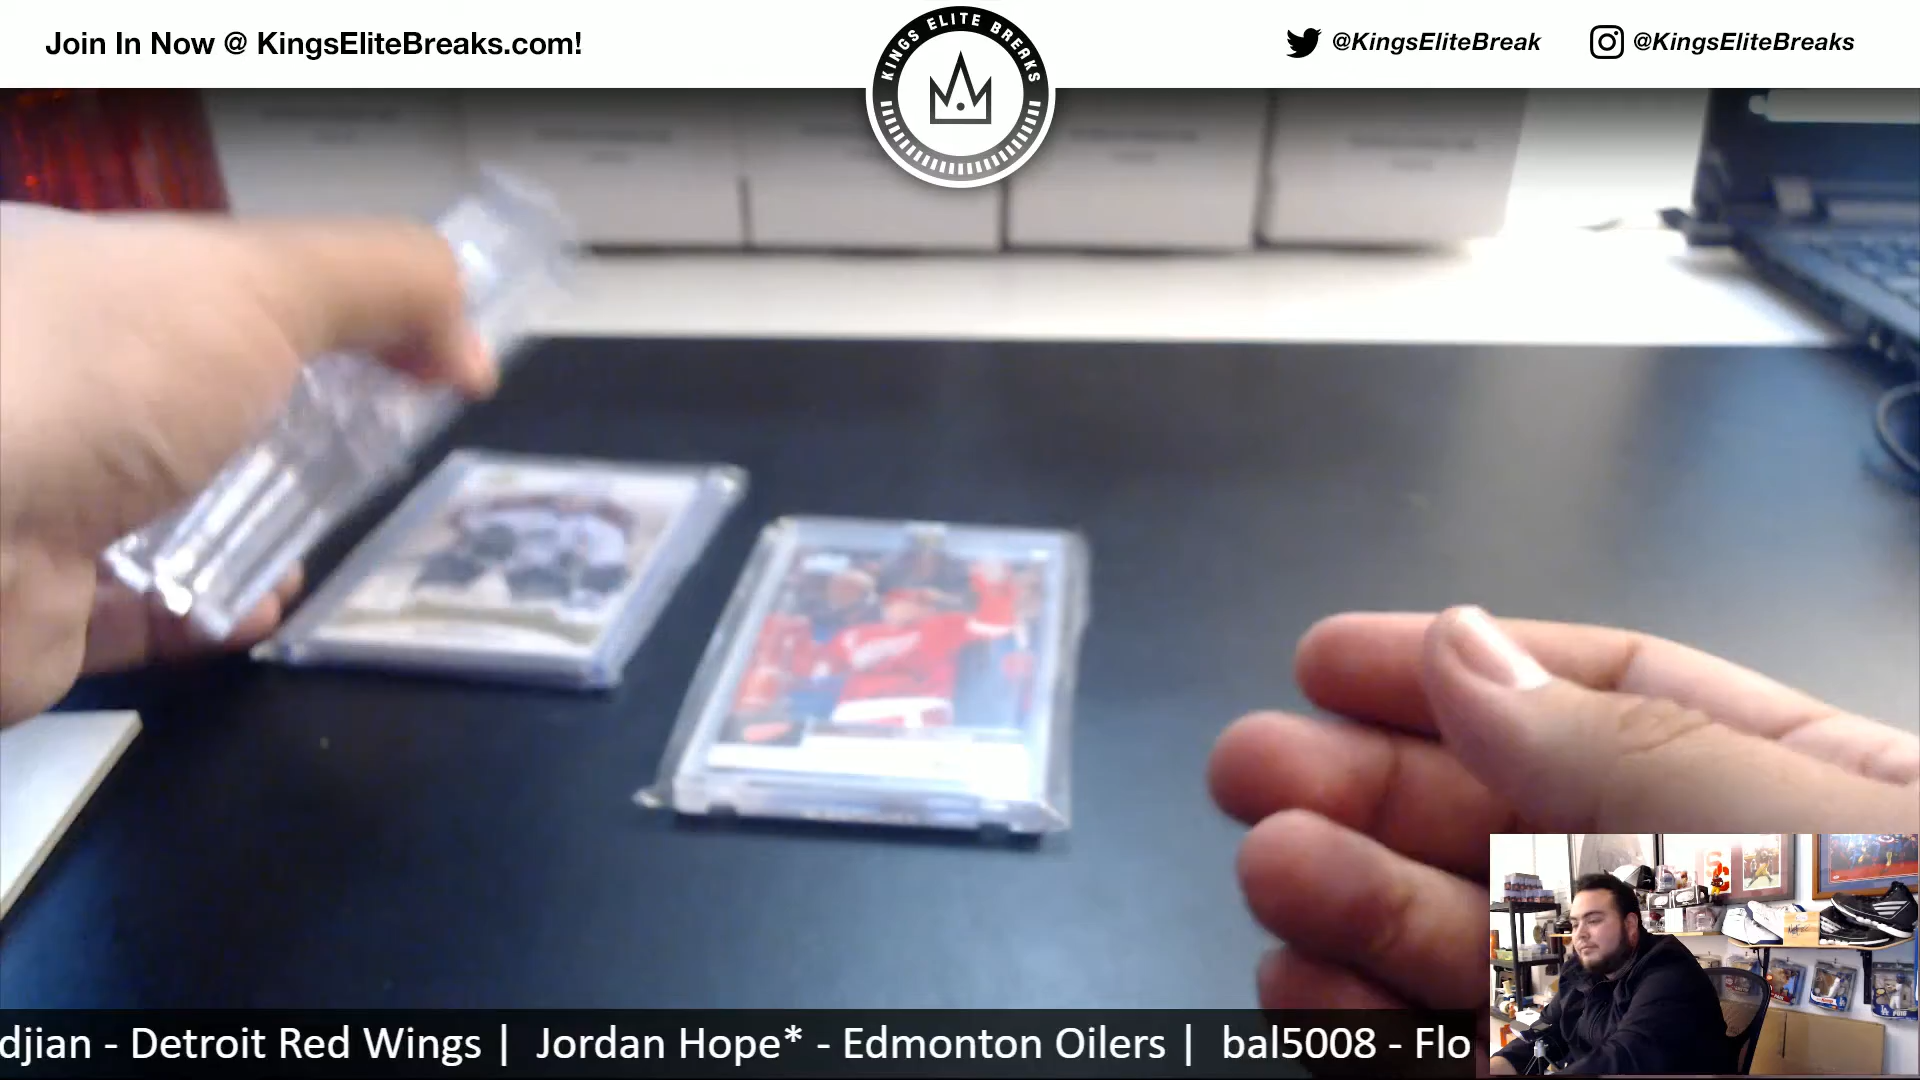 Join In Now @ KingsEliteBreaks.com!
KINGS ELITE BREAKS
@KingsEliteBreak
@KingsEliteBreaks
djian - Detroit Red Wings | Jordan Hope* - Edmonton Oilers | bal5008 - Flo